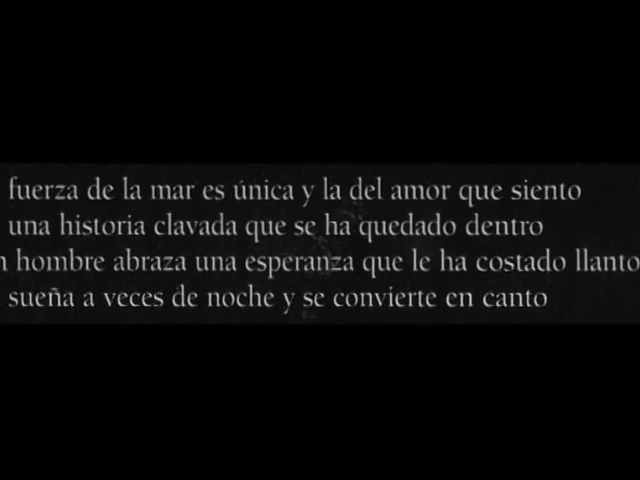 fuerza de la mar es única y la del amor que siento
una historia clavada que se ha quedado dentro
hombre abraza una esperanza que le ha costado llanto
sueña a veces de noche y se convierte en canto